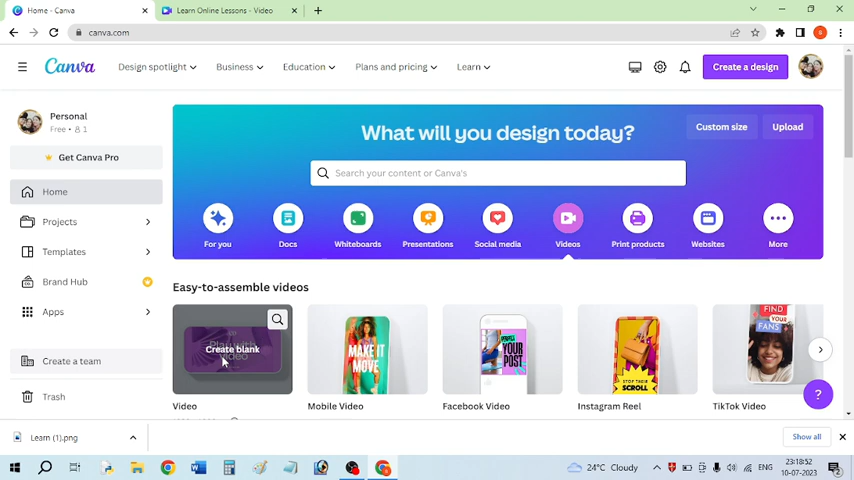 Home - Canva
Learn Online Lessons - Video
canva.com
Canva
Design spotlight
Business
Education
Plans and pricing
Learn
Create a design
Personal
Free • 1
Get Canva Pro
Home
Projects
Templates
Brand Hub
Apps
Create a team
Trash
What will you design today?
Custom size
Upload
Search your content or Canva's
For you
Docs
Whiteboards
Presentations
Social media
Videos
Print products
Websites
More
Easy-to-assemble videos
Create blank
MAKE IT
MOVE
YOUR
POST
STOP THEIR
SCROLL
FIND
YOUR
FANS
Video
Mobile Video
Facebook Video
Instagram Reel
TikTok Video
?
Learn (1).png
Show all
24°C Cloudy
ENG
23:18:52
10-07-2023
2